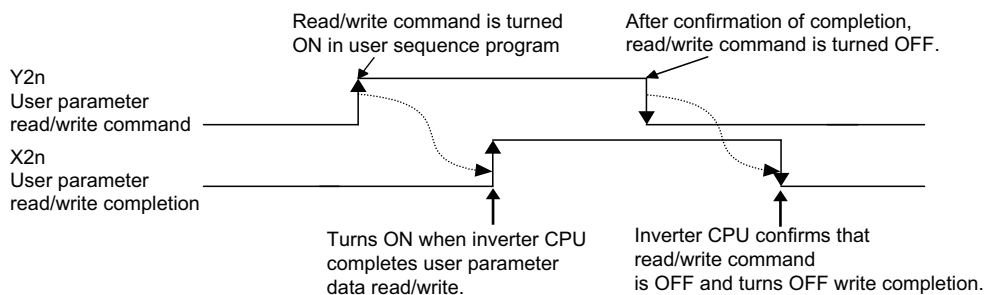 Read/write command is turned
ON in user sequence program
After confirmation of completion,
read/write command is turned OFF.
Y2n
User parameter
read/write command
X2n
User parameter
read/write completion
Turns ON when inverter CPU
completes user parameter
data read/write.
Inverter CPU confirms that
read/write command
is OFF and turns OFF write completion.